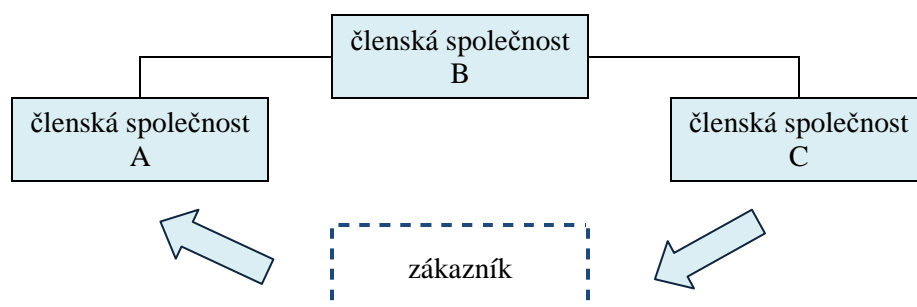 členská společnost
B
členská společnost
A
členská společnost
C
zákazník